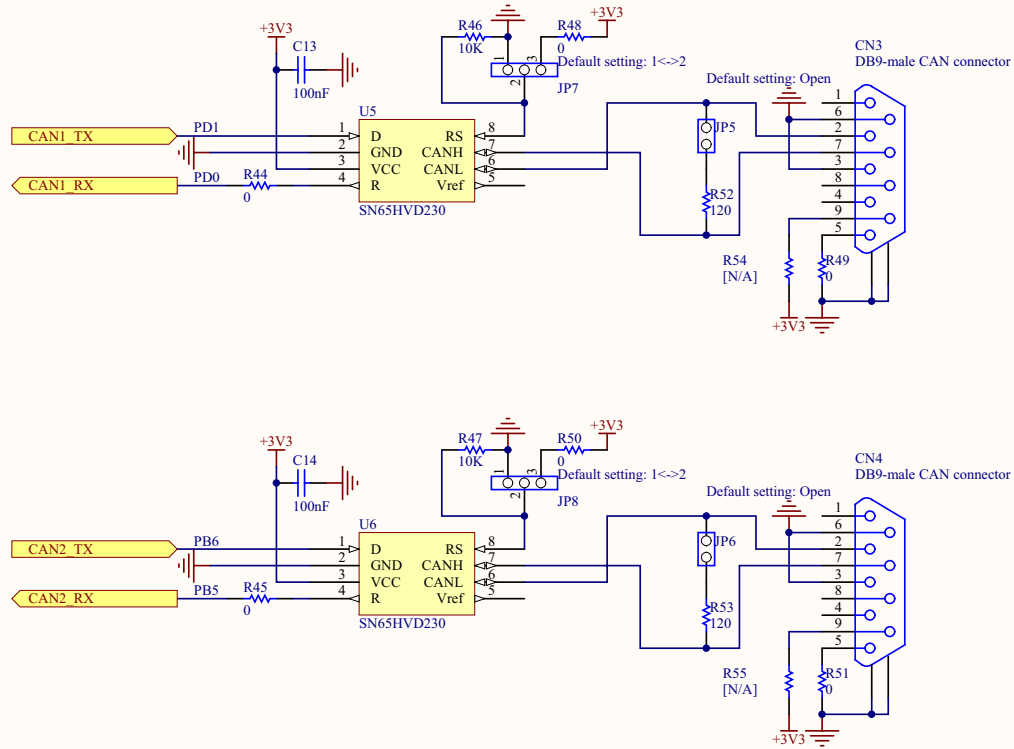 +3V3
C13
100nF
R46
10K
R48
0
+3V3
1
2
3
Default setting: 1<->2
JP7
CN3
DB9-male CAN connector
Default setting: Open
CAN1_TX
PD1
CAN1_RX
PD0
R44
0
U5
1 D RS 8
2 GND CANH 7
3 VCC CANL 6
4 R Vref 5
SN65HVD230
JP5
R52
120
1
6
2
7
3
8
4
9
5
R54
[N/A]
R49
0
+3V3
+3V3
C14
100nF
R47
10K
R50
0
+3V3
1
2
3
Default setting: 1<->2
JP8
CN4
DB9-male CAN connector
Default setting: Open
CAN2_TX
PB6
CAN2_RX
PB5
R45
0
U6
1 D RS 8
2 GND CANH 7
3 VCC CANL 6
4 R Vref 5
SN65HVD230
JP6
R53
120
1
6
2
7
3
8
4
9
5
R55
[N/A]
R51
0
+3V3